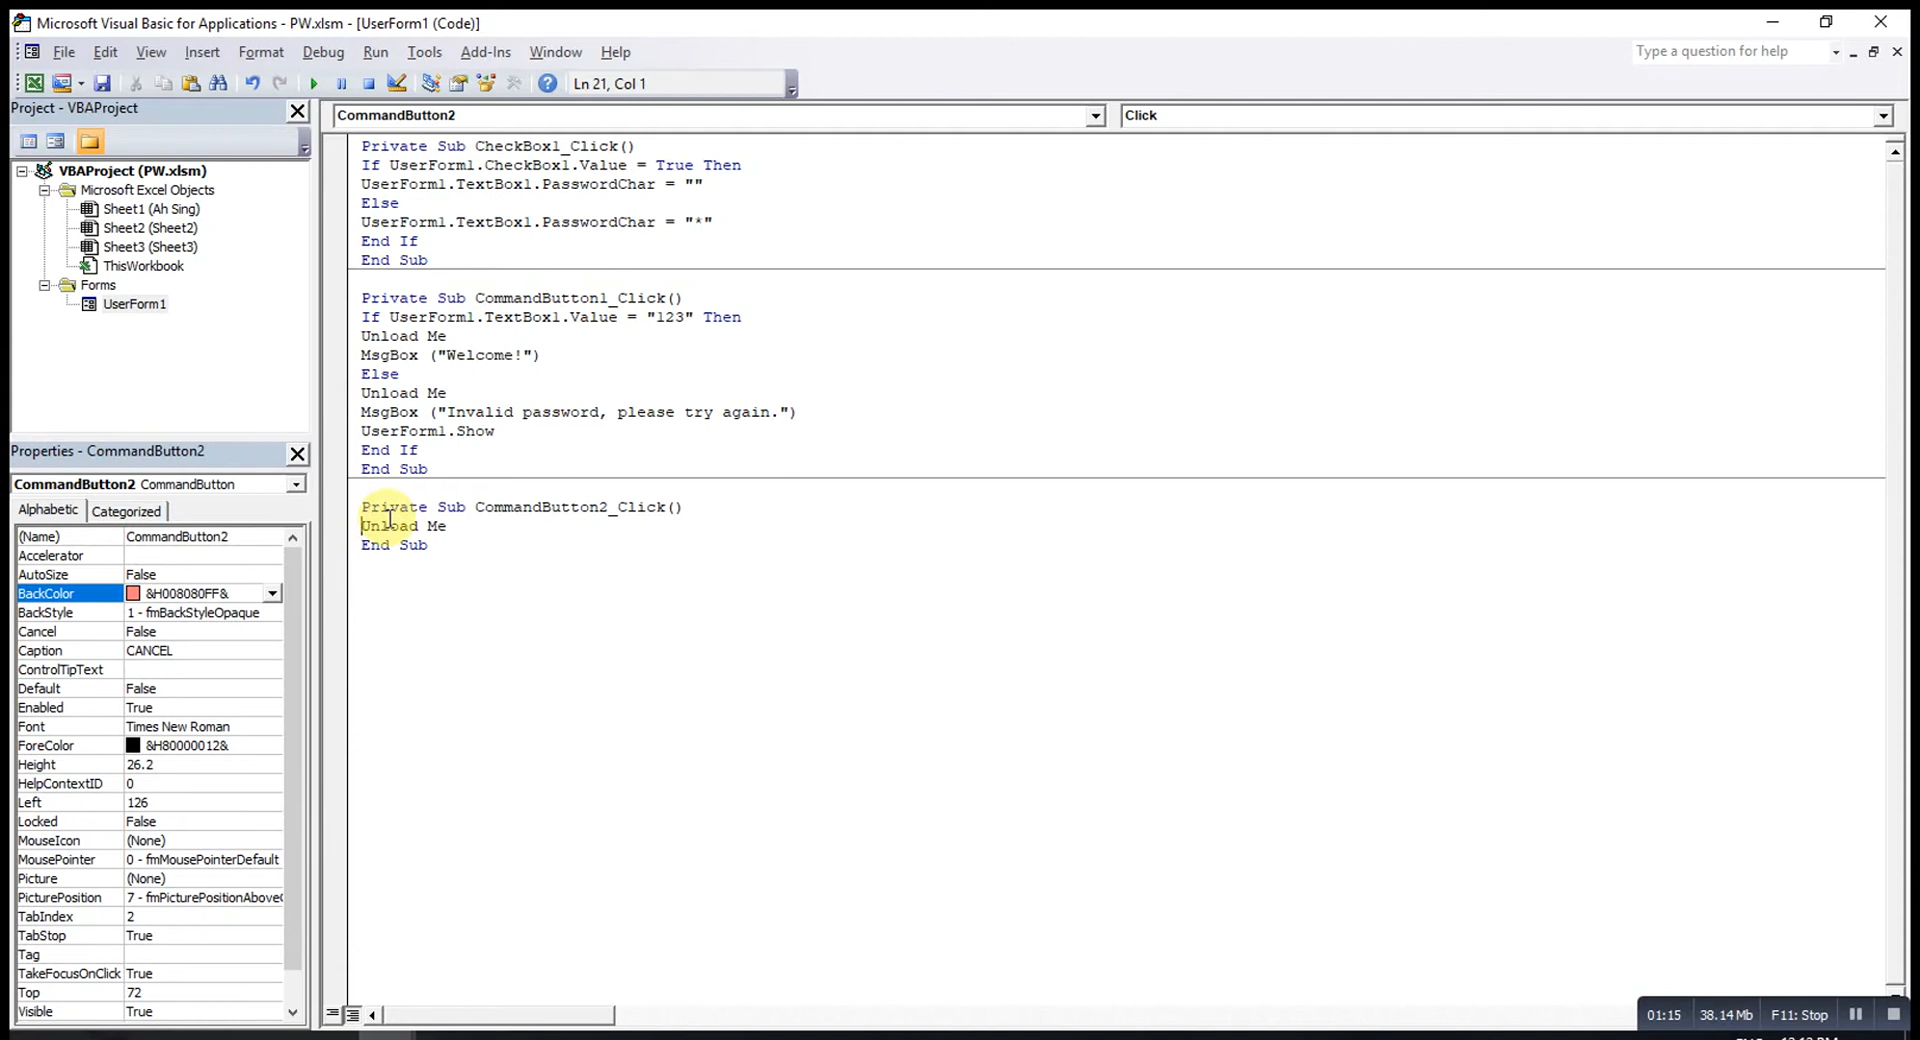 Microsoft Visual Basic for Applications - PW.xlsm - [UserForm1 (Code)]
File Edit View Insert Format Debug Run Tools Add-Ins Window Help
Type a question for help
Ln 21, Col 1
Project - VBAProject
VBAProject (PW.xlsm)
Microsoft Excel Objects
Sheet1 (Ah Sing)
Sheet2 (Sheet2)
Sheet3 (Sheet3)
ThisWorkbook
Forms
UserForm1
Properties - CommandButton2
CommandButton2 CommandButton
Alphabetic Categorized
(Name) CommandButton2
Accelerator
AutoSize False
BackColor &H008080FF&
BackStyle 1 - fmBackStyleOpaque
Cancel False
Caption CANCEL
ControlTipText
Default False
Enabled True
Font Times New Roman
ForeColor &H80000012&
Height 26.2
HelpContextID 0
Left 126
Locked False
MouseIcon (None)
MousePointer 0 - fmMousePointerDefault
Picture (None)
PicturePosition 7 - fmPicturePositionAbove
TabIndex 2
TabStop True
Tag
TakeFocusOnClick True
Top 72
Visible True
CommandButton2 Click
Private Sub CheckBox1_Click()
If UserForm1.CheckBox1.Value = True Then
UserForm1.TextBox1.PasswordChar = ""
Else
UserForm1.TextBox1.PasswordChar = "*"
End If
End Sub
Private Sub CommandButton1_Click()
If UserForm1.TextBox1.Value = "123" Then
Unload Me
MsgBox ("Welcome!")
Else
Unload Me
MsgBox ("Invalid password, please try again.")
UserForm1.Show
End If
End Sub
Private Sub CommandButton2_Click()
Unload Me
End Sub
01:15 38.14 Mb F11: Stop